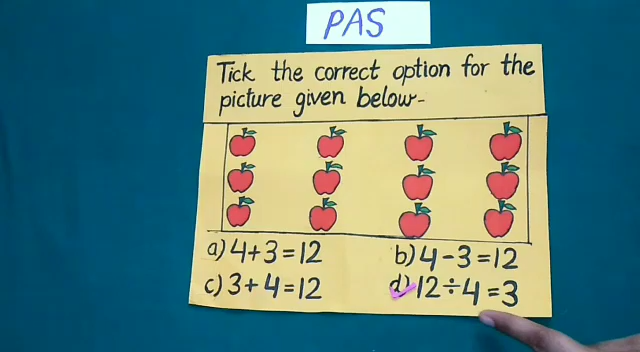 PAS
Tick the correct option for the
picture given below-
a) 4+3=12
b) 4-3=12
c) 3+4=12
d) 12÷4=3